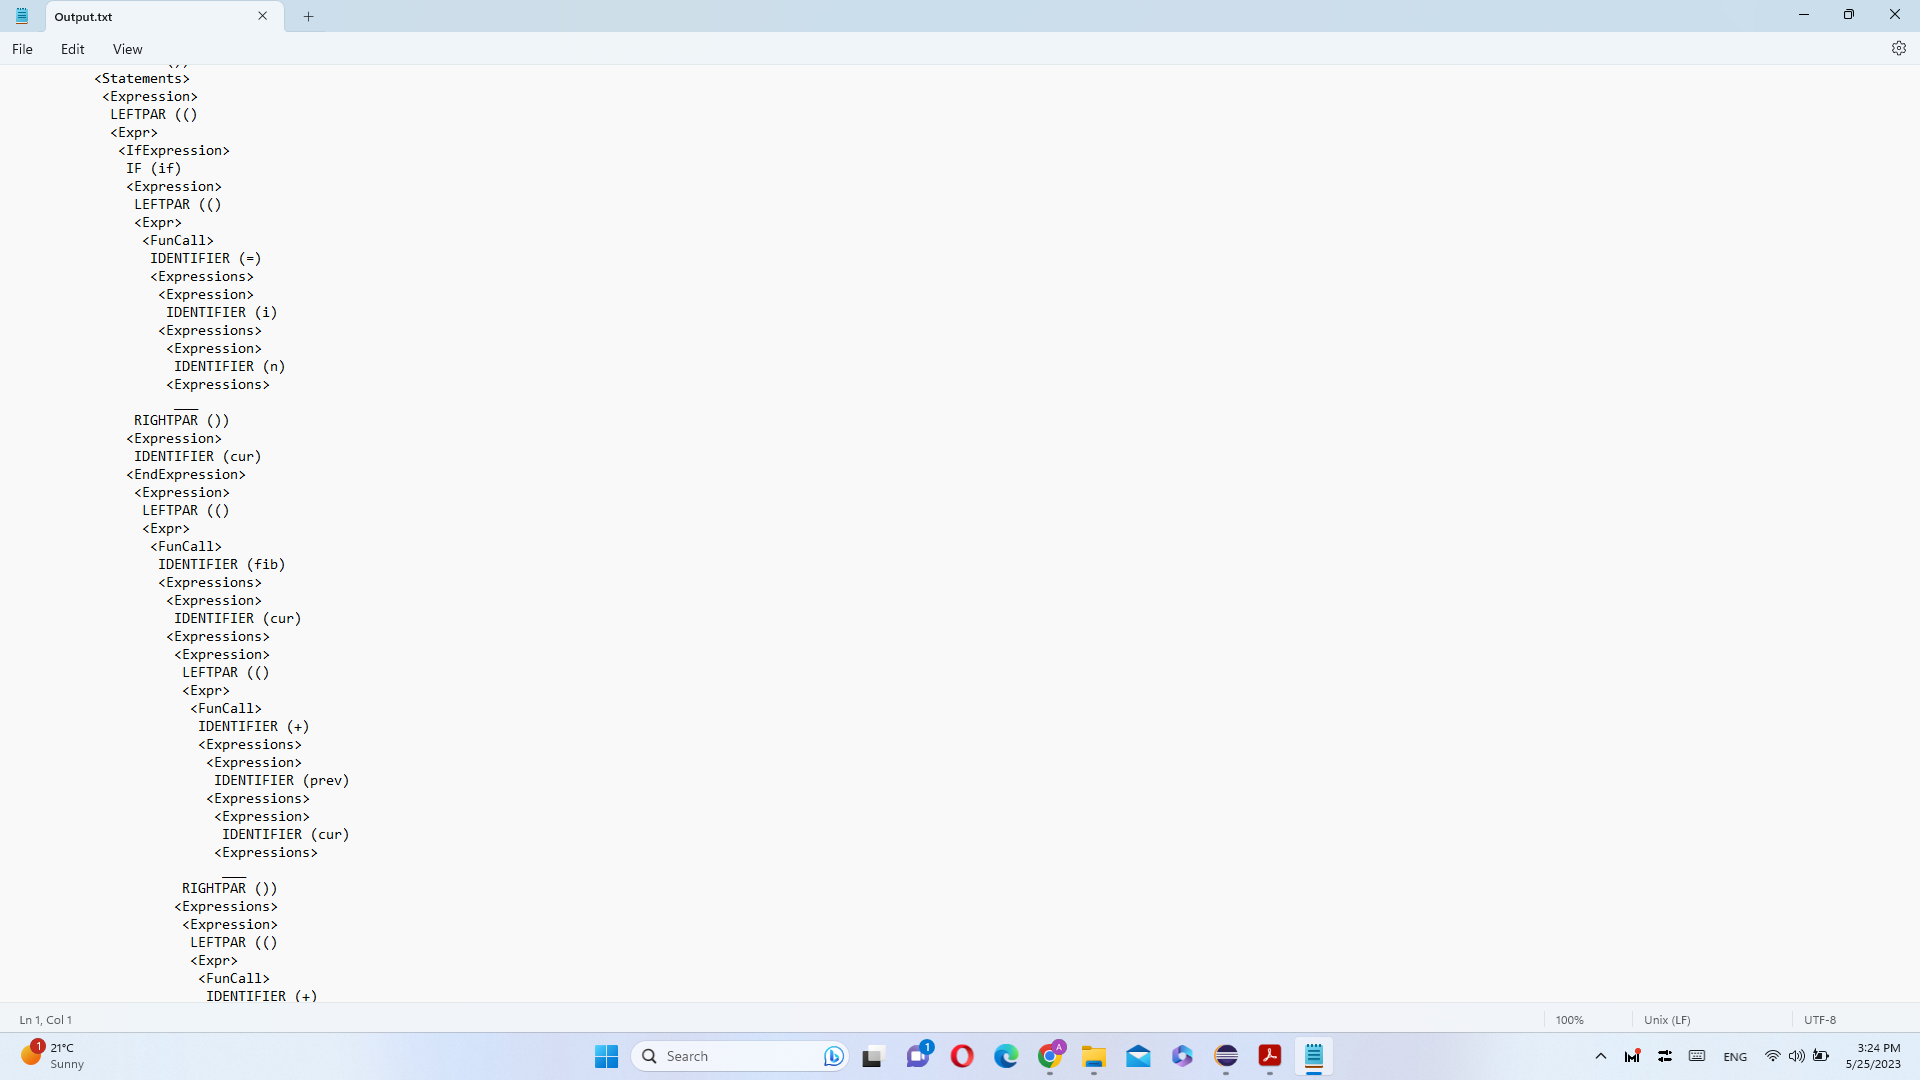 Output.txt
File Edit View
<Statements>
<Expression>
LEFTPAR (()
<Expr>
<IfExpression>
IF (if)
<Expression>
LEFTPAR (()
<Expr>
<FunCall>
IDENTIFIER (=)
<Expressions>
<Expression>
IDENTIFIER (i)
<Expressions>
<Expression>
IDENTIFIER (n)
<Expressions>
___
RIGHTPAR ())
<Expression>
IDENTIFIER (cur)
<EndExpression>
<Expression>
LEFTPAR (()
<Expr>
<FunCall>
IDENTIFIER (fib)
<Expressions>
<Expression>
IDENTIFIER (cur)
<Expressions>
<Expression>
LEFTPAR (()
<Expr>
<FunCall>
IDENTIFIER (+)
<Expressions>
<Expression>
IDENTIFIER (prev)
<Expressions>
<Expression>
IDENTIFIER (cur)
<Expressions>
___
RIGHTPAR ())
<Expressions>
<Expression>
LEFTPAR (()
<Expr>
<FunCall>
IDENTIFIER (+)
Ln 1, Col 1 100% Unix (LF) UTF-8
1 21°C
Sunny
Search
1
A
ENG
3:24 PM
5/25/2023